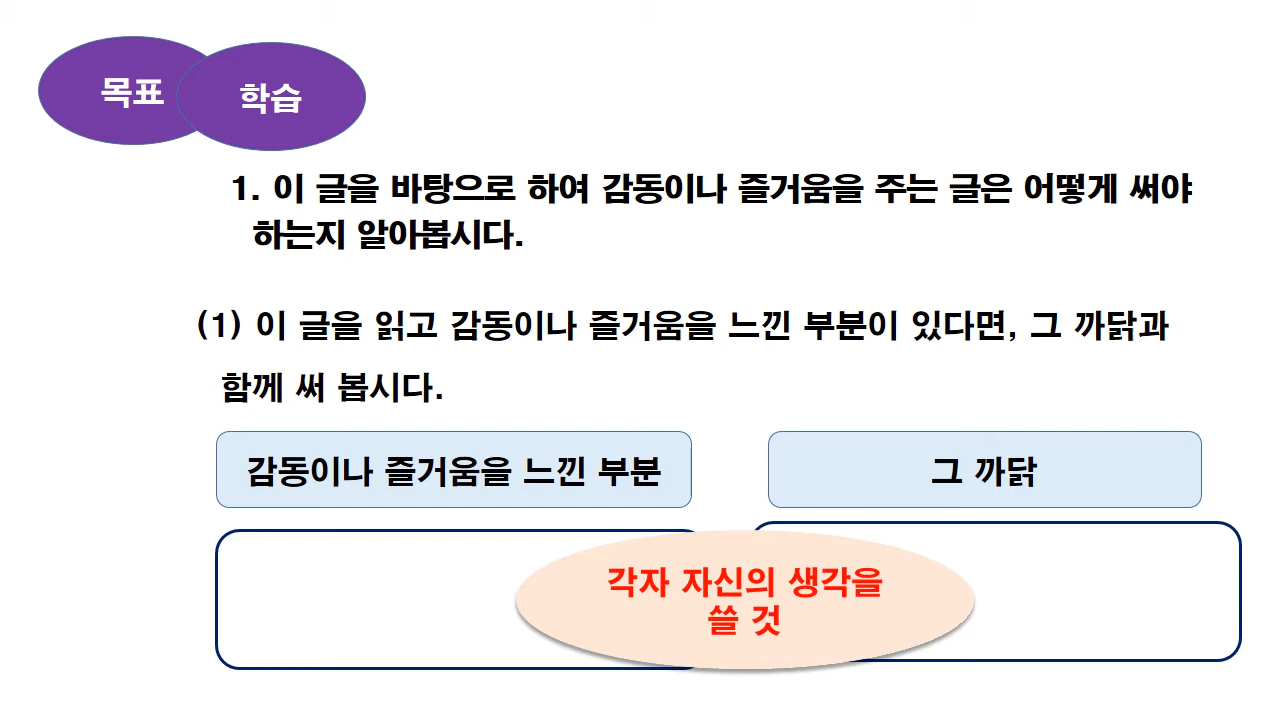 목표
학습
1. 이 글을 바탕으로 하여 감동이나 즐거움을 주는 글은 어떻게 써야
하는지 알아봅시다.
(1) 이 글을 읽고 감동이나 즐거움을 느낀 부분이 있다면, 그 까닭과
함께 써 봅시다.
감동이나 즐거움을 느낀 부분
그 까닭
각자 자신의 생각을
쓸 것